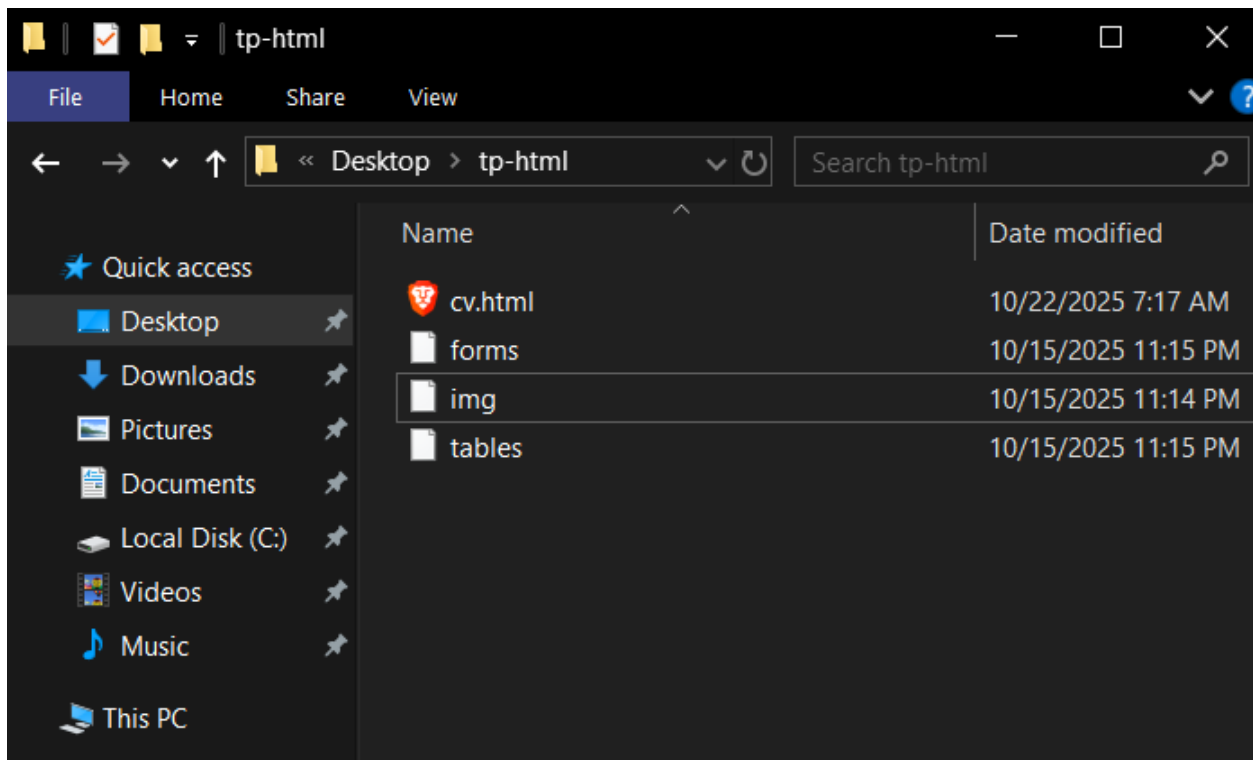 tp-html
File Home Share View ?
« Desktop > tp-html Search tp-html
Name Date modified
Quick access
Desktop
Downloads
Pictures
Documents
Local Disk (C:)
Videos
Music
This PC
cv.html 10/22/2025 7:17 AM
forms 10/15/2025 11:15 PM
img 10/15/2025 11:14 PM
tables 10/15/2025 11:15 PM